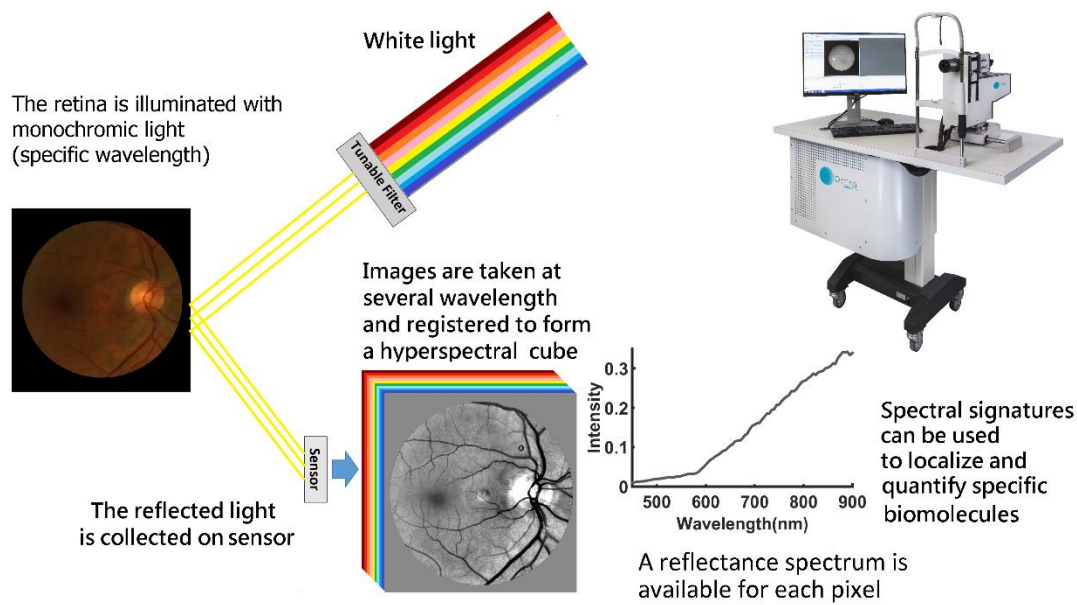 White light
The retina is illuminated with
monochromic light
(specific wavelength)
Tunable Filter
Images are taken at
several wavelength
and registered to form
a hyperspectral cube
Sensor
The reflected light
is collected on sensor
0.3
0.2
0.1
0
Intensity
500 600 700 800 900
Wavelength(nm)
A reflectance spectrum is
available for each pixel
Spectral signatures
can be used
to localize and
quantify specific
biomolecules